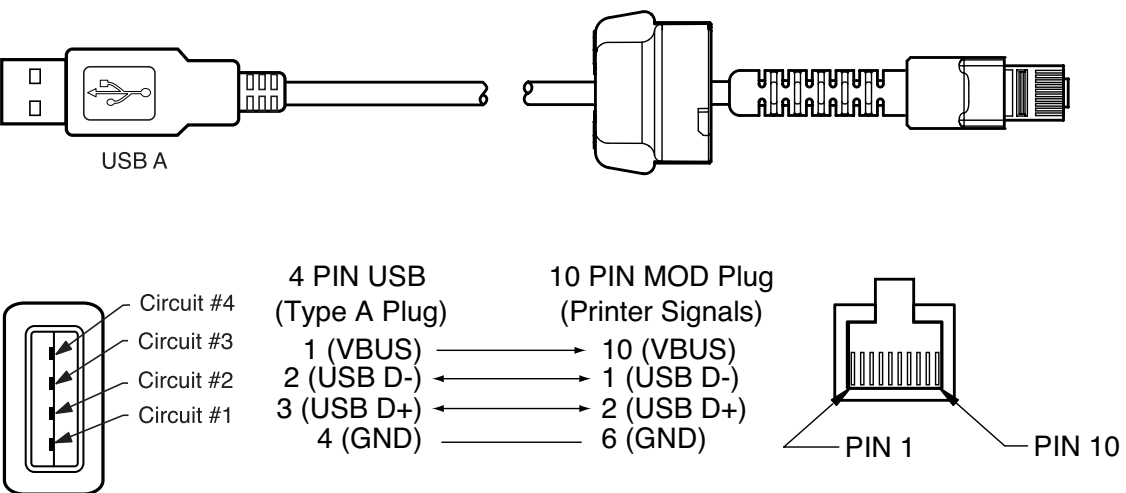 USB A
4 PIN USB
(Type A Plug)
10 PIN MOD Plug
(Printer Signals)
Circuit #4
Circuit #3
Circuit #2
Circuit #1
1 (VBUS) 10 (VBUS)
2 (USB D-) 1 (USB D-)
3 (USB D+) 2 (USB D+)
4 (GND) 6 (GND)
PIN 1
PIN 10